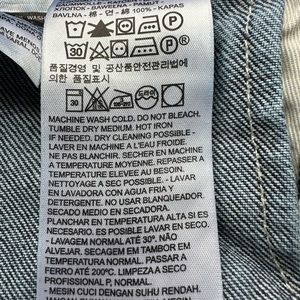 WASH
BAVLNA - 棉 - 면 - 綿 100% - KAPAS
30
품질경영 및 공산품안전관리법에
의한 품질표시
30
MACHINE WASH COLD. DO NOT BLEACH.
TUMBLE DRY MEDIUM. HOT IRON
IF NEEDED. DRY CLEANING POSSIBLE -
LAVER EN MACHINE A L'EAU FROIDE.
NE PAS BLANCHIR. SECHER EN MACHINE A
TEMPERATURE MOYENNE. REPASSER A
TEMPERATURE ELEVEE AU BESOIN.
NETTOYAGE A SEC POSSIBLE. - LAVAR
EN LAVADORA CON AGUA FRIA Y
DETERGENTE. NO USAR BLANQUEADOR.
SECADO MEDIO EN SECADORA.
PLANCHAR EN TEMPERATURA ALTA SI ES
NECESARIO. ES POSIBLE LAVAR EN SECO.
- LAVAGEM NORMAL ATÉ 30º. NÃO
ALVEJAR. SECAGEM EM TAMBOR EM
TEMPERATURA MÉDIA. PASSAR A
FERRO ATÉ 200ºC. LIMPEZA A SECO
PROFISSIONAL P, NORMAL.
- MESIN CUCI DENGAN SUHU RENDAH.